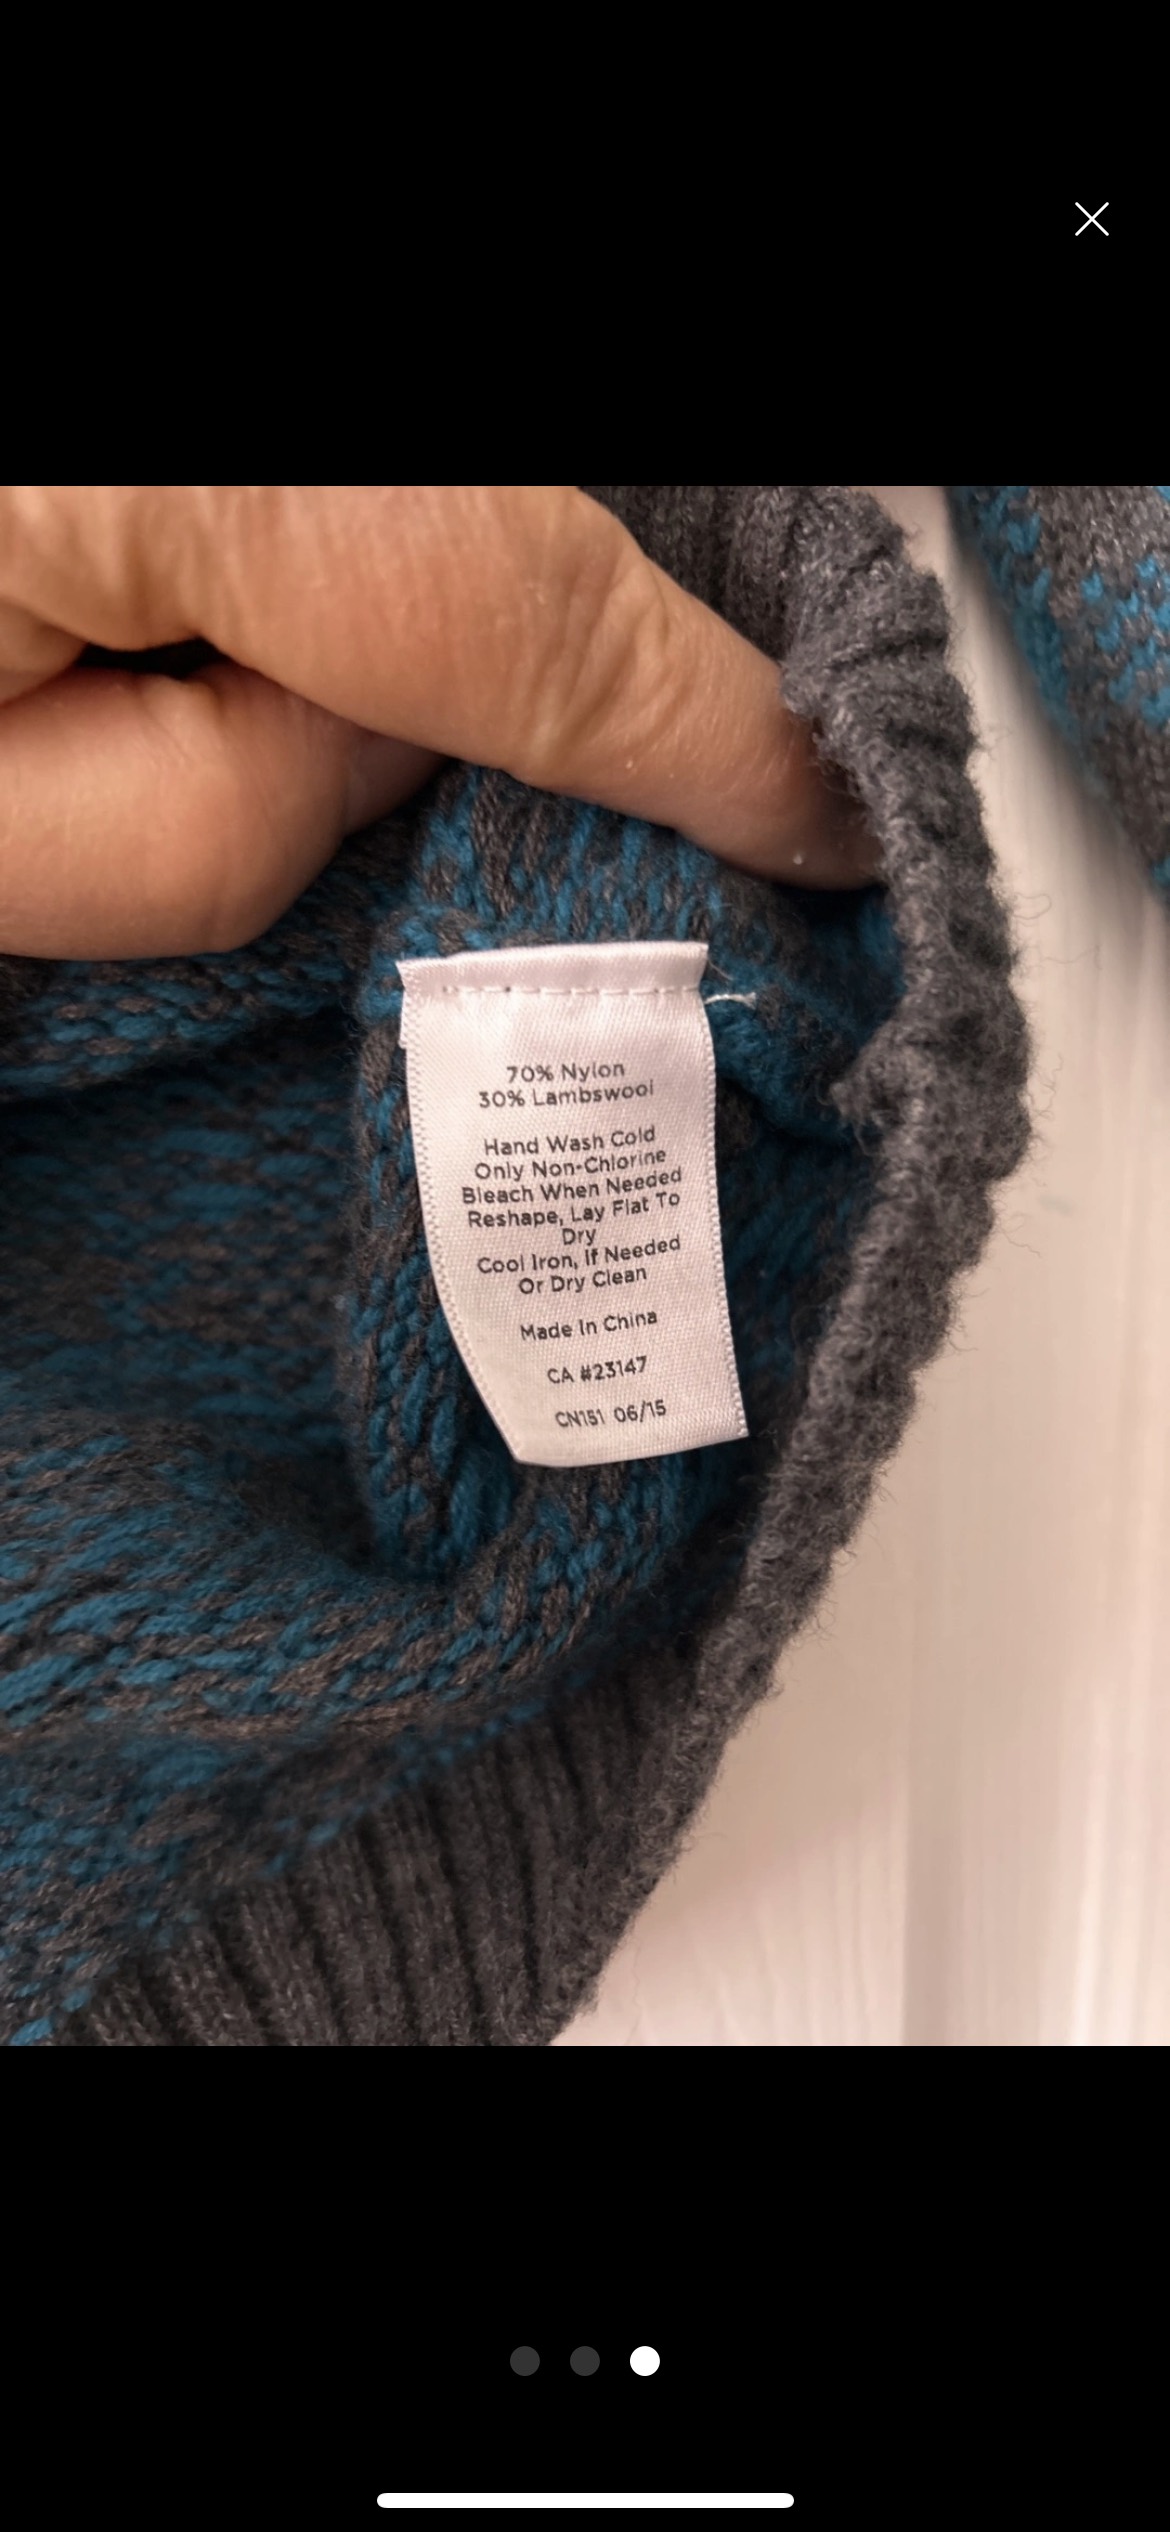 70% Nylon
30% Lambswool
Hand Wash Cold
Only Non-Chlorine
Bleach When Needed
Reshape, Lay Flat To
Dry
Cool Iron, If Needed
Or Dry Clean
Made In China
CA #23147
CN151 06/15